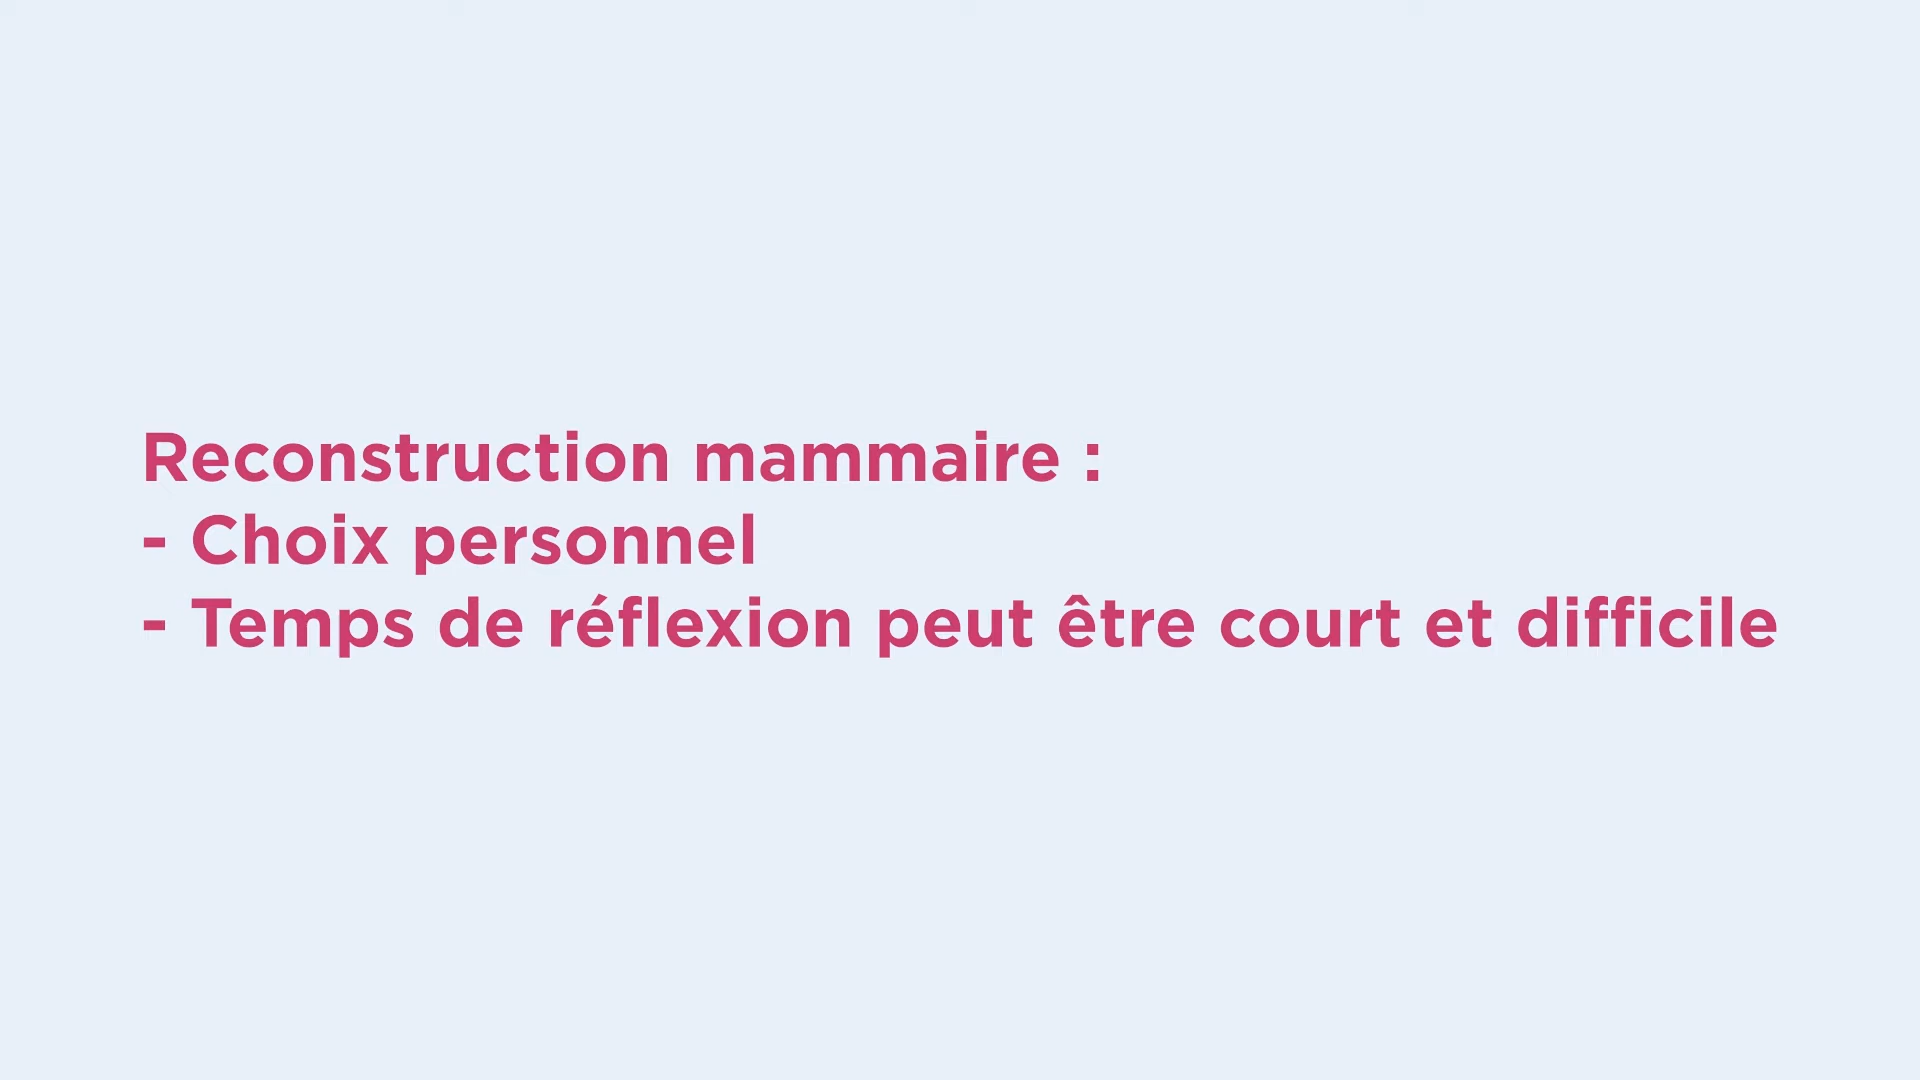 Reconstruction mammaire :
- Choix personnel
- Temps de réflexion peut être court et difficile